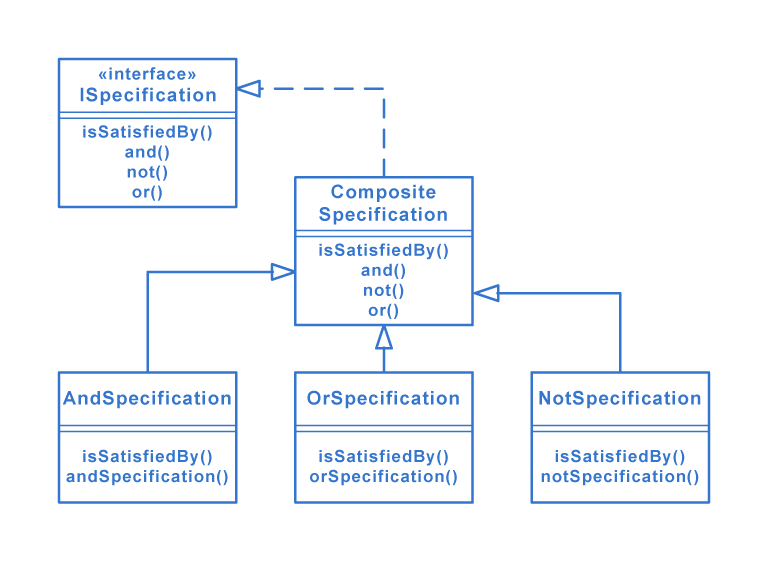 «interface»
ISpecification
isSatisfiedBy()
and()
not()
or()
Composite
Specification
isSatisfiedBy()
and()
not()
or()
AndSpecification
isSatisfiedBy()
andSpecification()
OrSpecification
isSatisfiedBy()
orSpecification()
NotSpecification
isSatisfiedBy()
notSpecification()